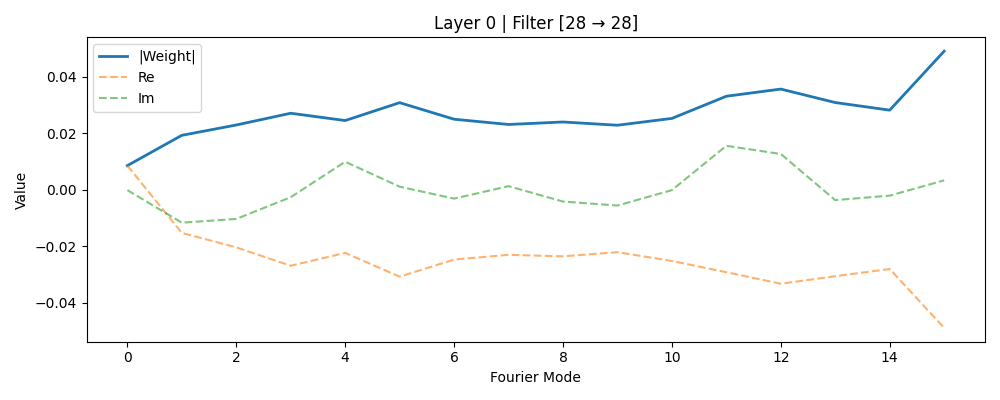 Layer 0 | Filter [28 → 28]
|Weight|
Re
Im
0.04
0.02
0.00
−0.02
−0.04
Value
0 2 4 6 8 10 12 14
Fourier Mode